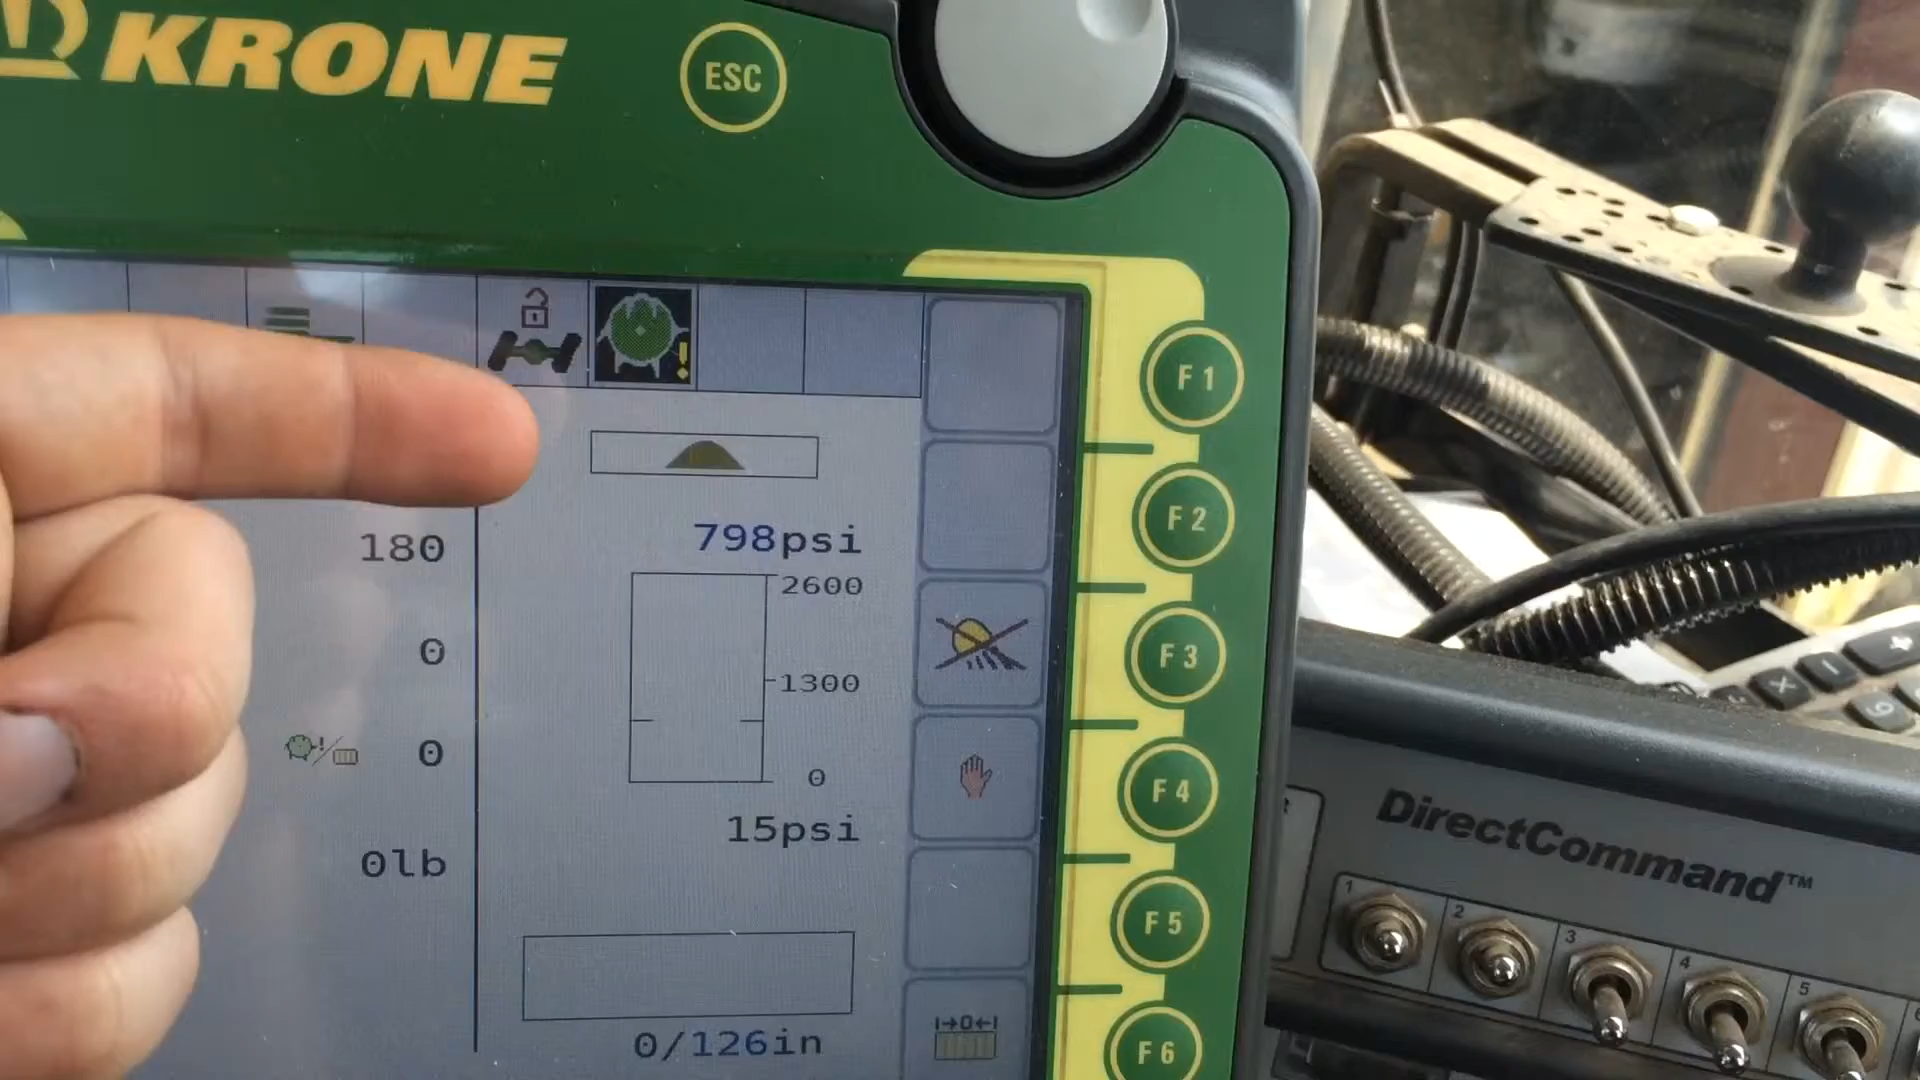 KRONE
ESC
F1
F2
798psi
180
2600
0
F3
1300
0
0
F4
15psi
0lb
F5
0/126in
F6
DirectCommand™
1
2
3
4
5